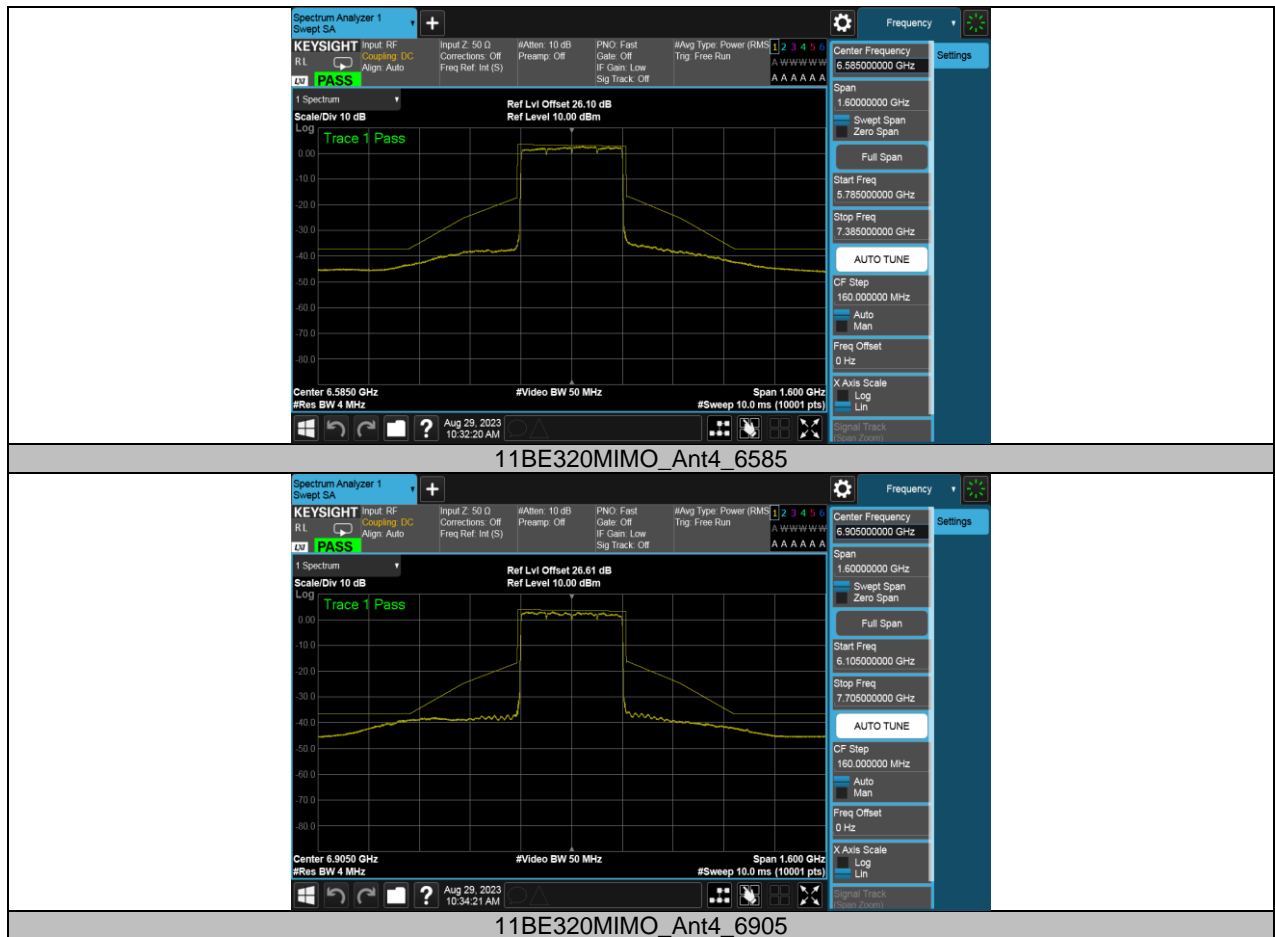 Spectrum Analyzer 1
Swept SA
+
Frequency
KEYSIGHT
RL
LXI
PASS
Input: RF
Coupling: DC
Align: Auto
Input Z: 50 Ω
Corrections: Off
Freq Ref: Int (S)
#Atten: 10 dB
Preamp: Off
PNO: Fast
Gate: Off
IF Gain: Low
Sig Track: Off
#Avg Type: Power (RMS
Trig: Free Run
1 2 3 4 5 6
A W W W W W
A A A A A A
1 Spectrum
Scale/Div 10 dB
Ref Lvl Offset 26.10 dB
Ref Level 10.00 dBm
Log
Trace 1 Pass
0.00
-10.0
-20.0
-30.0
-40.0
-50.0
-60.0
-70.0
-80.0
Center 6.5850 GHz
#Res BW 4 MHz
#Video BW 50 MHz
Span 1.600 GHz
#Sweep 10.0 ms (10001 pts)
Center Frequency
6.585000000 GHz
Settings
Span
1.60000000 GHz
Swept Span
Zero Span
Full Span
Start Freq
5.785000000 GHz
Stop Freq
7.385000000 GHz
AUTO TUNE
CF Step
160.000000 MHz
Auto
Man
Freq Offset
0 Hz
X Axis Scale
Log
Lin
Signal Track
(Span Zoom)
?
Aug 29, 2023
10:32:20 AM
11BE320MIMO_Ant4_6585
Spectrum Analyzer 1
Swept SA
+
Frequency
KEYSIGHT
RL
LXI
PASS
Input: RF
Coupling: DC
Align: Auto
Input Z: 50 Ω
Corrections: Off
Freq Ref: Int (S)
#Atten: 10 dB
Preamp: Off
PNO: Fast
Gate: Off
IF Gain: Low
Sig Track: Off
#Avg Type: Power (RMS
Trig: Free Run
1 2 3 4 5 6
A W W W W W
A A A A A A
1 Spectrum
Scale/Div 10 dB
Ref Lvl Offset 26.61 dB
Ref Level 10.00 dBm
Log
Trace 1 Pass
0.00
-10.0
-20.0
-30.0
-40.0
-50.0
-60.0
-70.0
-80.0
Center 6.9050 GHz
#Res BW 4 MHz
#Video BW 50 MHz
Span 1.600 GHz
#Sweep 10.0 ms (10001 pts)
Center Frequency
6.905000000 GHz
Settings
Span
1.60000000 GHz
Swept Span
Zero Span
Full Span
Start Freq
6.105000000 GHz
Stop Freq
7.705000000 GHz
AUTO TUNE
CF Step
160.000000 MHz
Auto
Man
Freq Offset
0 Hz
X Axis Scale
Log
Lin
Signal Track
(Span Zoom)
?
Aug 29, 2023
10:34:21 AM
11BE320MIMO_Ant4_6905